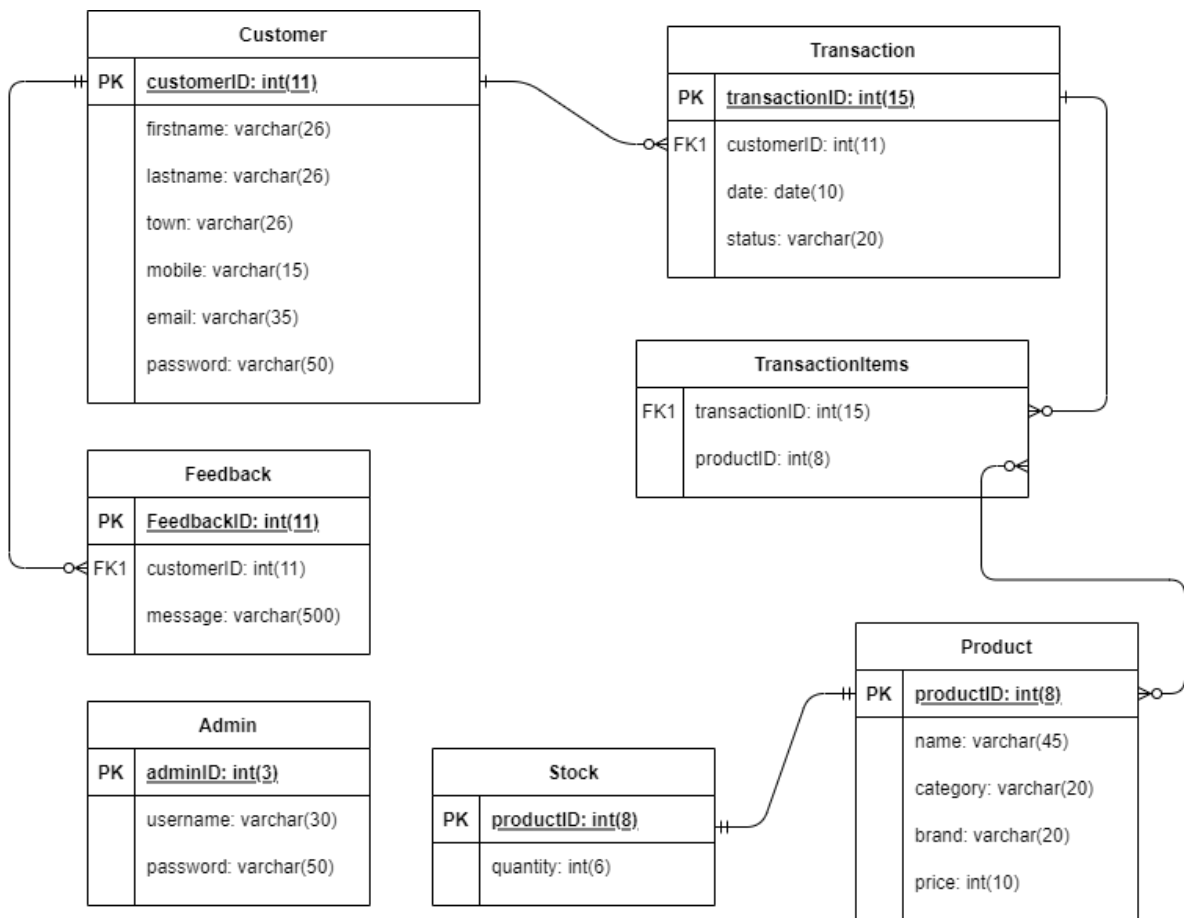 Customer
PK customerID: int(11)
firstname: varchar(26)
lastname: varchar(26)
town: varchar(26)
mobile: varchar(15)
email: varchar(35)
password: varchar(50)
Transaction
PK transactionID: int(15)
FK1 customerID: int(11)
date: date(10)
status: varchar(20)
TransactionItems
FK1 transactionID: int(15)
productID: int(8)
Feedback
PK FeedbackID: int(11)
FK1 customerID: int(11)
message: varchar(500)
Product
PK productID: int(8)
name: varchar(45)
category: varchar(20)
brand: varchar(20)
price: int(10)
Admin
PK adminID: int(3)
username: varchar(30)
password: varchar(50)
Stock
PK productID: int(8)
quantity: int(6)